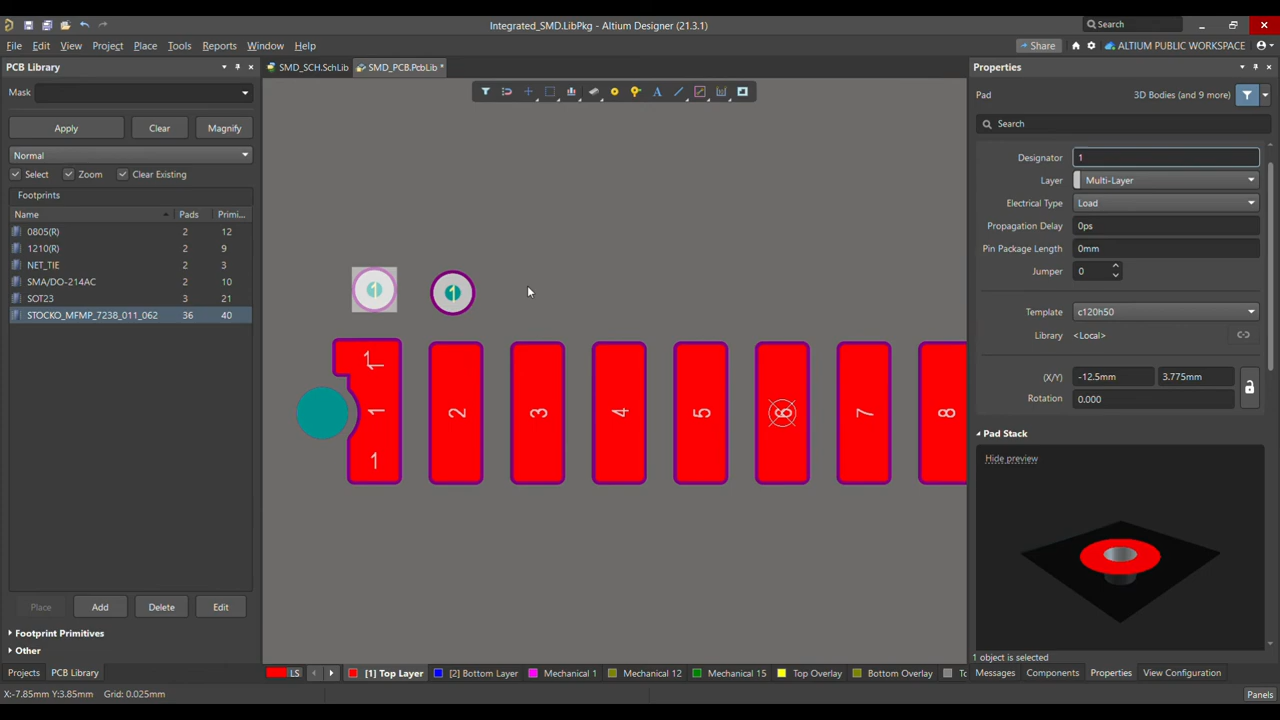 Integrated_SMD.LibPkg - Altium Designer (21.3.1)
Search
File Edit View Project Place Tools Reports Window Help
Share
ALTIUM PUBLIC WORKSPACE
PCB Library
SMD_SCH.SchLib
SMD_PCB.PcbLib *
Properties
Mask
Pad
3D Bodies (and 9 more)
Apply
Clear
Magnify
Search
Normal
Select
Zoom
Clear Existing
Footprints
Name Pads Primi...
0805(R) 2 12
1210(R) 2 9
NET_TIE 2 3
SMA/DO-214AC 2 10
SOT23 3 21
STOCKO_MFMP_7238_011_062 36 40
Place
Add
Delete
Edit
Footprint Primitives
Other
Projects
PCB Library
1
1
1
1
1
2
3
4
5
6
7
8
Designator 1
Layer Multi-Layer
Electrical Type Load
Propagation Delay 0ps
Pin Package Length 0mm
Jumper 0
Template c120h50
Library <Local>
(X/Y) -12.5mm 3.775mm
Rotation 0.000
Pad Stack
Hide preview
1 object is selected
LS
[1] Top Layer
[2] Bottom Layer
Mechanical 1
Mechanical 12
Mechanical 15
Top Overlay
Bottom Overlay
To
Messages
Components
Properties
View Configuration
X:-7.85mm Y:3.85mm Grid: 0.025mm
Panels